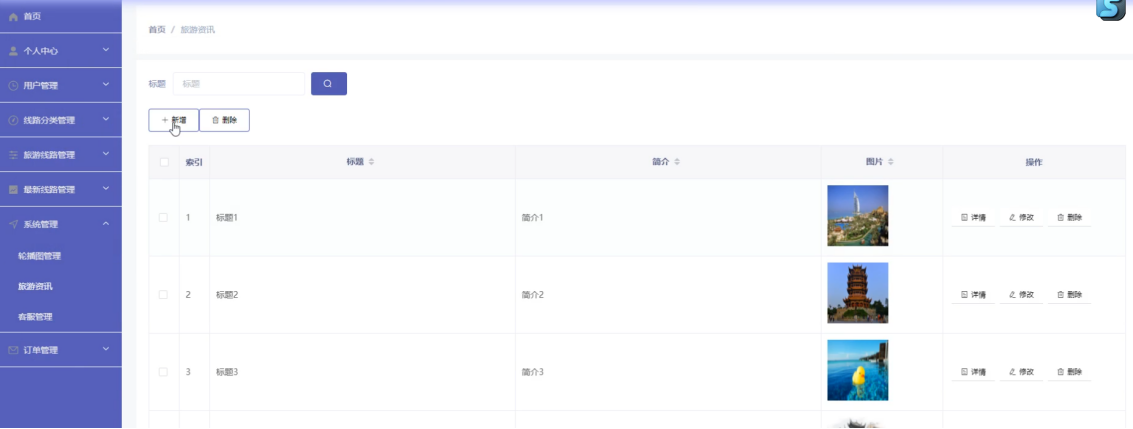 首页
个人中心
用户管理
线路分类管理
旅游线路管理
最新线路管理
系统管理
轮播图管理
旅游资讯
客服管理
订单管理
首页 / 旅游资讯
标题 标题
+ 新增 删除
索引 标题 简介 图片 操作
1 标题1 简介1 详情 修改 删除
2 标题2 简介2 详情 修改 删除
3 标题3 简介3 详情 修改 删除